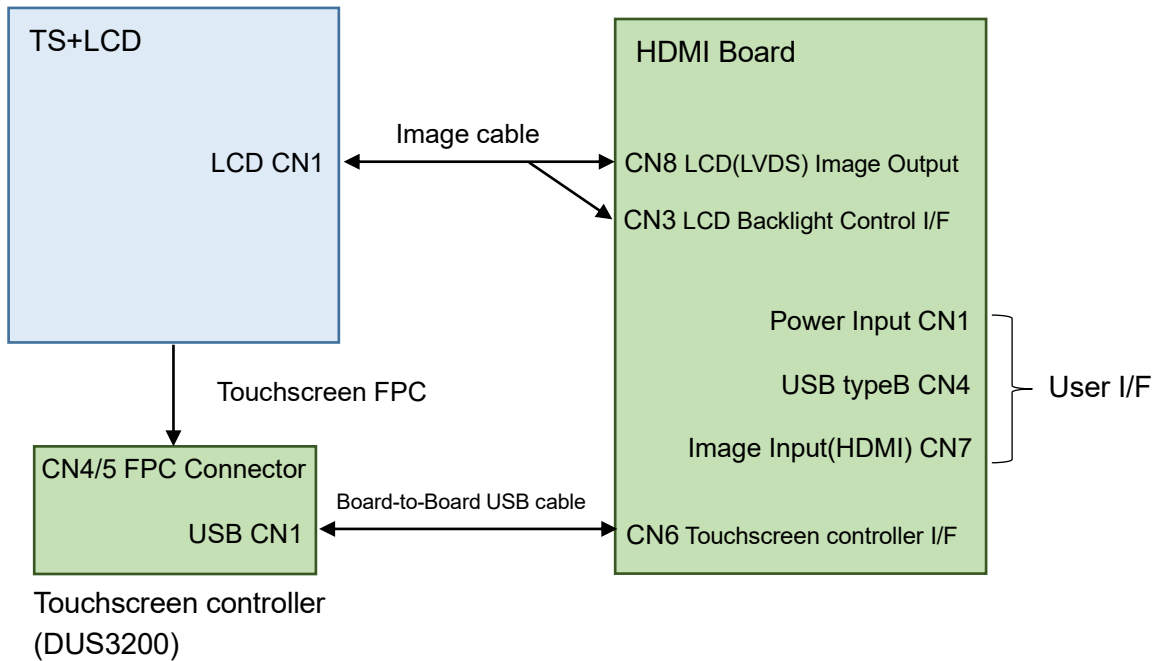 TS+LCD
LCD CN1
Image cable
HDMI Board
CN8 LCD(LVDS) Image Output
CN3 LCD Backlight Control I/F
Power Input CN1
USB typeB CN4
Image Input(HDMI) CN7
User I/F
Touchscreen FPC
CN4/5 FPC Connector
USB CN1
Board-to-Board USB cable
CN6 Touchscreen controller I/F
Touchscreen controller
(DUS3200)